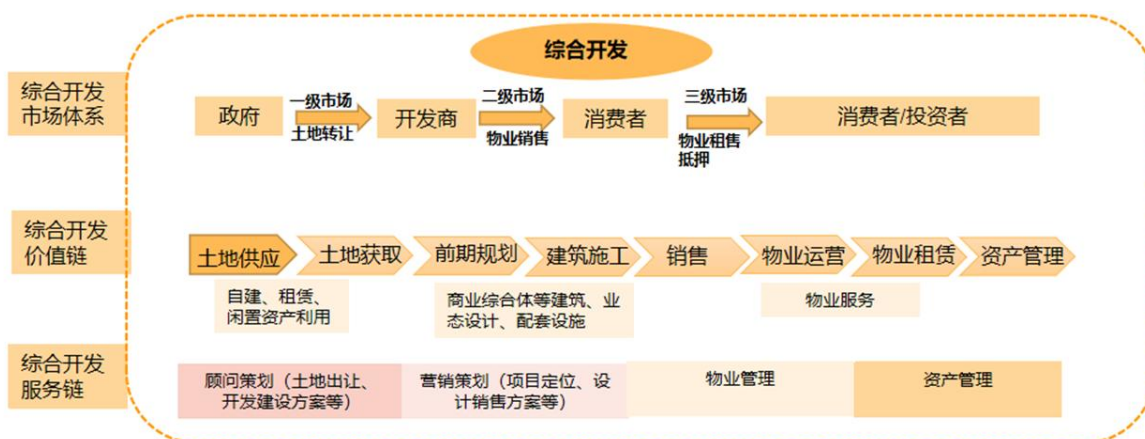 综合开发
综合开发
市场体系
政府
一级市场
土地转让
开发商
二级市场
物业销售
消费者
三级市场
物业租售
抵押
消费者/投资者
综合开发
价值链
土地供应
土地获取
前期规划
建筑施工
销售
物业运营
物业租赁
资产管理
自建、租赁、
闲置资产利用
商业综合体等建筑、业
态设计、配套设施
物业服务
综合开发
服务链
顾问策划（土地出让、
开发建设方案等）
营销策划（项目定位、设
计销售方案等）
物业管理
资产管理